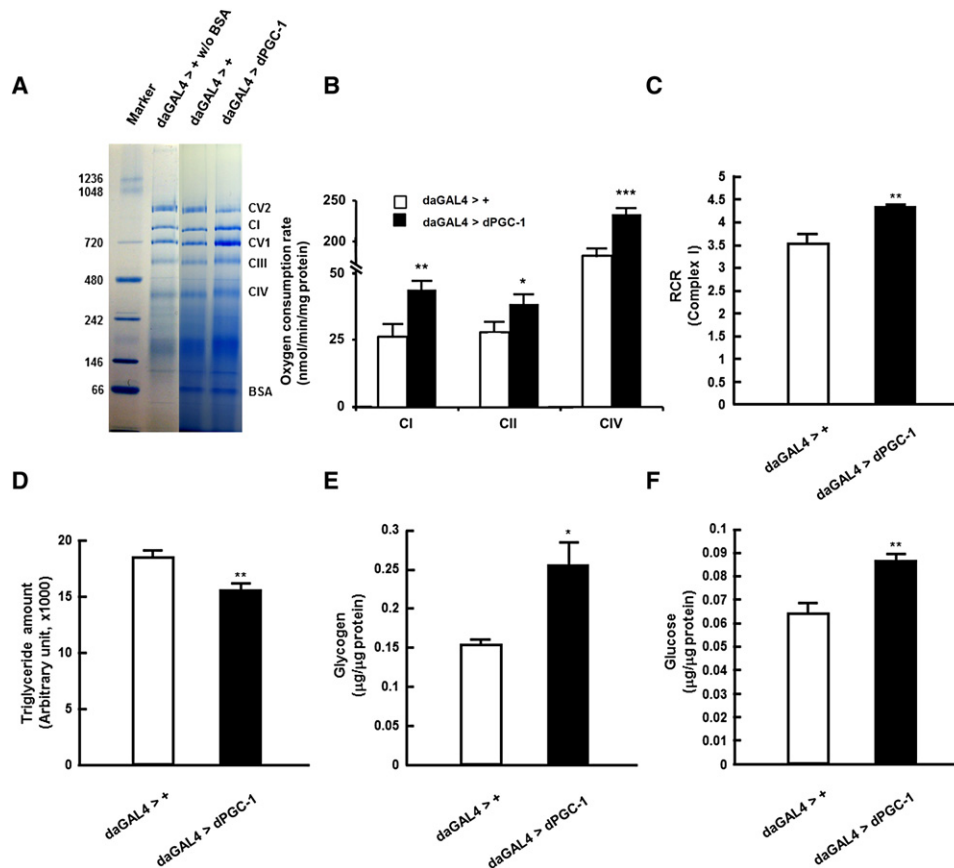 A
Marker
daGAL4 > + w/o BSA
daGAL4 > +
daGAL4 > dPGC-1
1236
1048
720
480
242
146
66
CV2
CI
CV1
CIII
CIV
BSA
B
daGAL4 > +
daGAL4 > dPGC-1
Oxygen consumption rate
(nmol/min/mg protein)
250
200
50
25
0
**
*
***
CI
CII
CIV
C
RCR
(Complex I)
5
4.5
4
3.5
3
2.5
2
1.5
1
0.5
0
**
daGAL4 > +
daGAL4 > dPGC-1
D
Triglyceride amount
(Arbitrary unit, x1000)
20
15
10
5
0
**
daGAL4 > +
daGAL4 > dPGC-1
E
Glycogen
(µg/µg protein)
0.3
0.25
0.2
0.15
0.1
0.05
0
*
daGAL4 > +
daGAL4 > dPGC-1
F
Glucose
(µg/µg protein)
0.1
0.09
0.08
0.07
0.06
0.05
0.04
0.03
0.02
0.01
0
**
daGAL4 > +
daGAL4 > dPGC-1